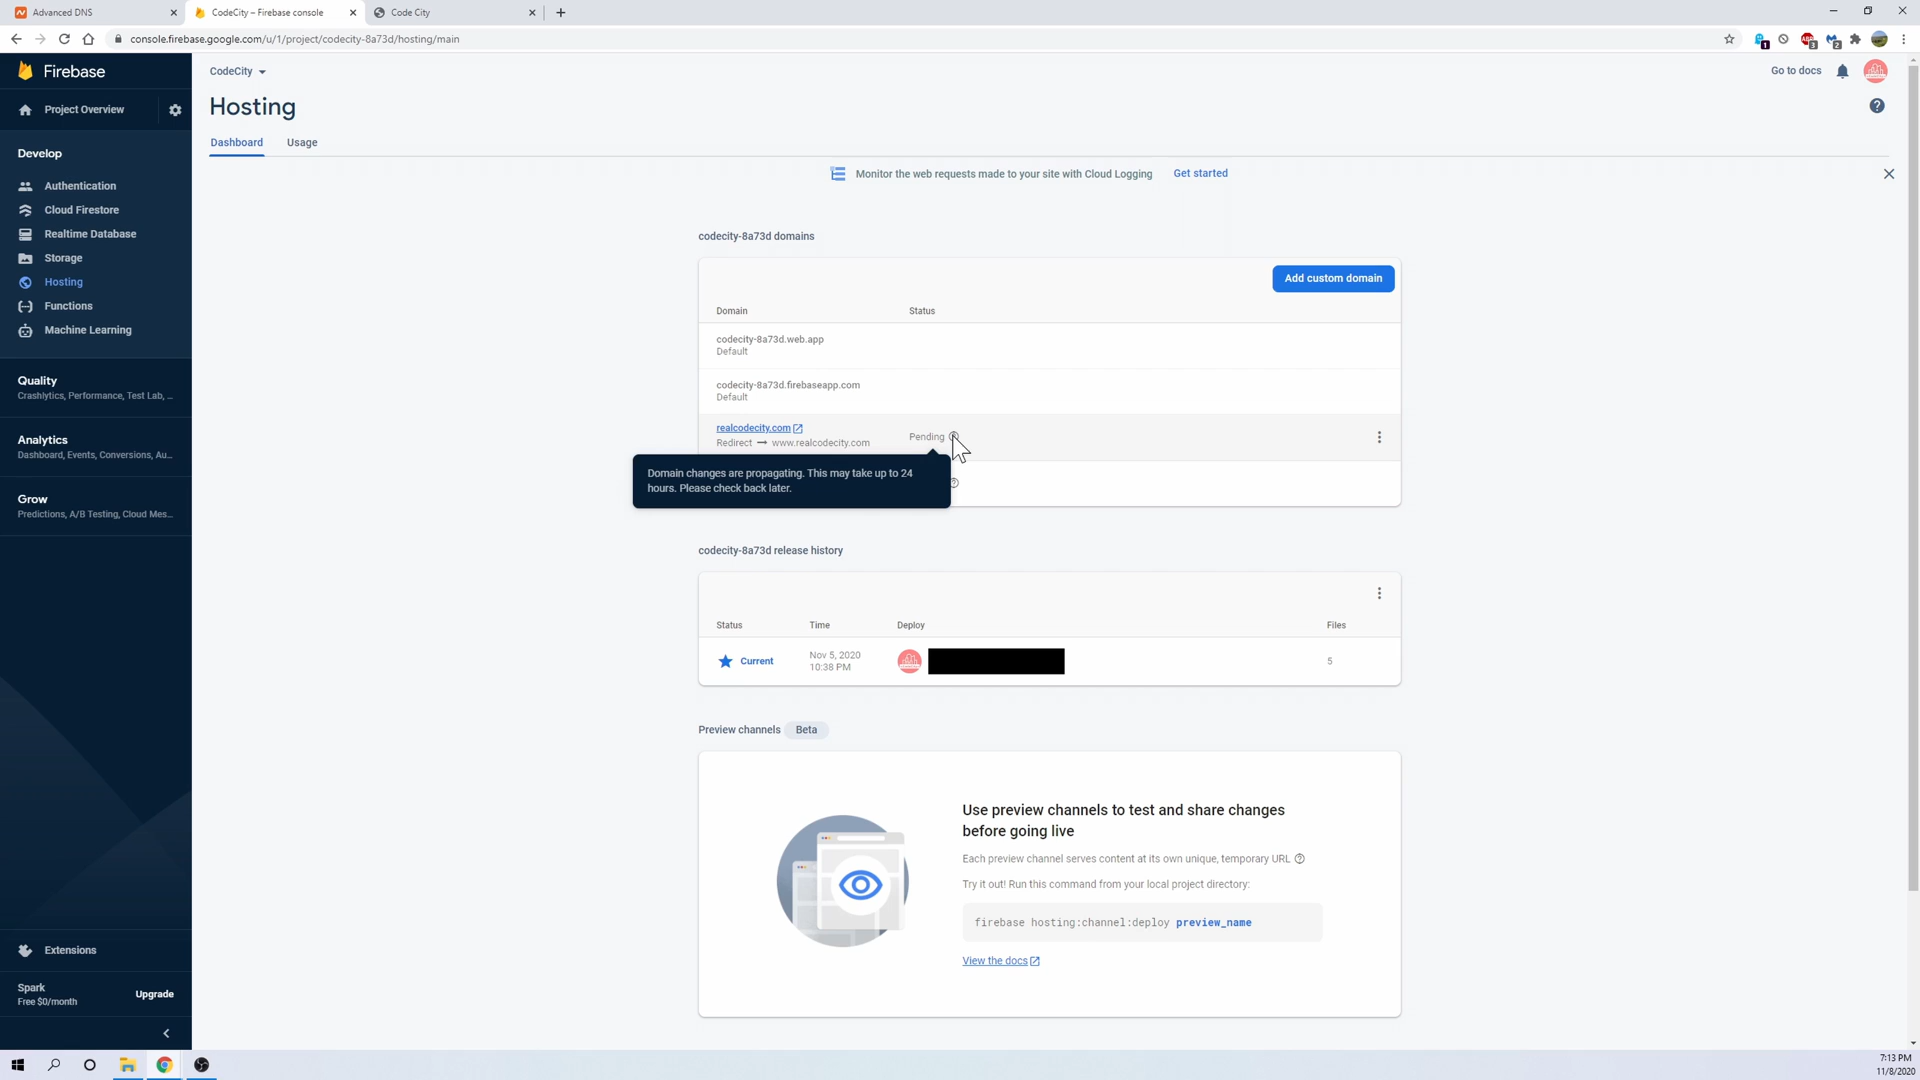 Advanced DNS
CodeCity – Firebase console
Code City
console.firebase.google.com/u/1/project/codecity-8a73d/hosting/main
1
ABP
3
2
Firebase
CodeCity
Go to docs
Project Overview
Hosting
Dashboard
Usage
Develop
Monitor the web requests made to your site with Cloud Logging
Get started
Authentication
Cloud Firestore
Realtime Database
Storage
Hosting
Functions
Machine Learning
codecity-8a73d domains
Add custom domain
Domain
Status
codecity-8a73d.web.app
Default
codecity-8a73d.firebaseapp.com
Default
realcodecity.com
Redirect → www.realcodecity.com
Pending
Domain changes are propagating. This may take up to 24
hours. Please check back later.
Quality
Crashlytics, Performance, Test Lab, ...
Analytics
Dashboard, Events, Conversions, Au...
Grow
Predictions, A/B Testing, Cloud Mes...
codecity-8a73d release history
Status
Time
Deploy
Files
Current
Nov 5, 2020
10:38 PM
5
Preview channels
Beta
Use preview channels to test and share changes
before going live
Each preview channel serves content at its own unique, temporary URL
Try it out! Run this command from your local project directory:
firebase hosting:channel:deploy preview_name
View the docs
Extensions
Spark
Free $0/month
Upgrade
7:13 PM
11/8/2020